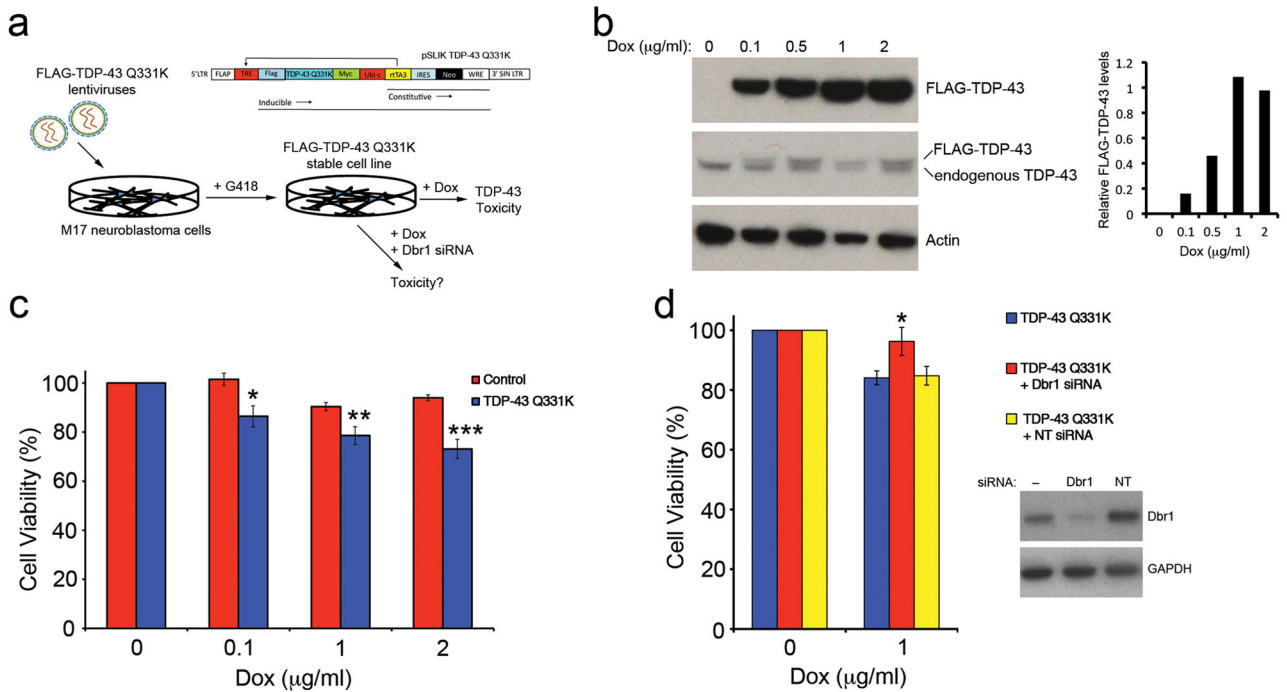 a
FLAG-TDP-43 Q331K
lentiviruses
pSLIK TDP-43 Q331K
5'LTR FLAP TRE Flag TDP-43 Q331K Myc Ubi-c rtTA3 IRES Neo WRE 3' SIN LTR
Inducible
Constitutive
M17 neuroblastoma cells
+ G418
FLAG-TDP-43 Q331K
stable cell line
+ Dox
TDP-43
Toxicity
+ Dox
+ Dbr1 siRNA
Toxicity?
b
Dox (μg/ml): 0 0.1 0.5 1 2
FLAG-TDP-43
FLAG-TDP-43
endogenous TDP-43
Actin
Relative FLAG-TDP-43 levels
1.2
1
0.8
0.6
0.4
0.2
0
0 0.1 0.5 1 2
Dox (μg/ml)
c
Cell Viability (%)
100
80
60
40
20
0
* ** ***
Control
TDP-43 Q331K
0 0.1 1 2
Dox (μg/ml)
d
Cell Viability (%)
100
80
60
40
20
0
*
0 1
Dox (μg/ml)
TDP-43 Q331K
TDP-43 Q331K
+ Dbr1 siRNA
TDP-43 Q331K
+ NT siRNA
siRNA: – Dbr1 NT
Dbr1
GAPDH